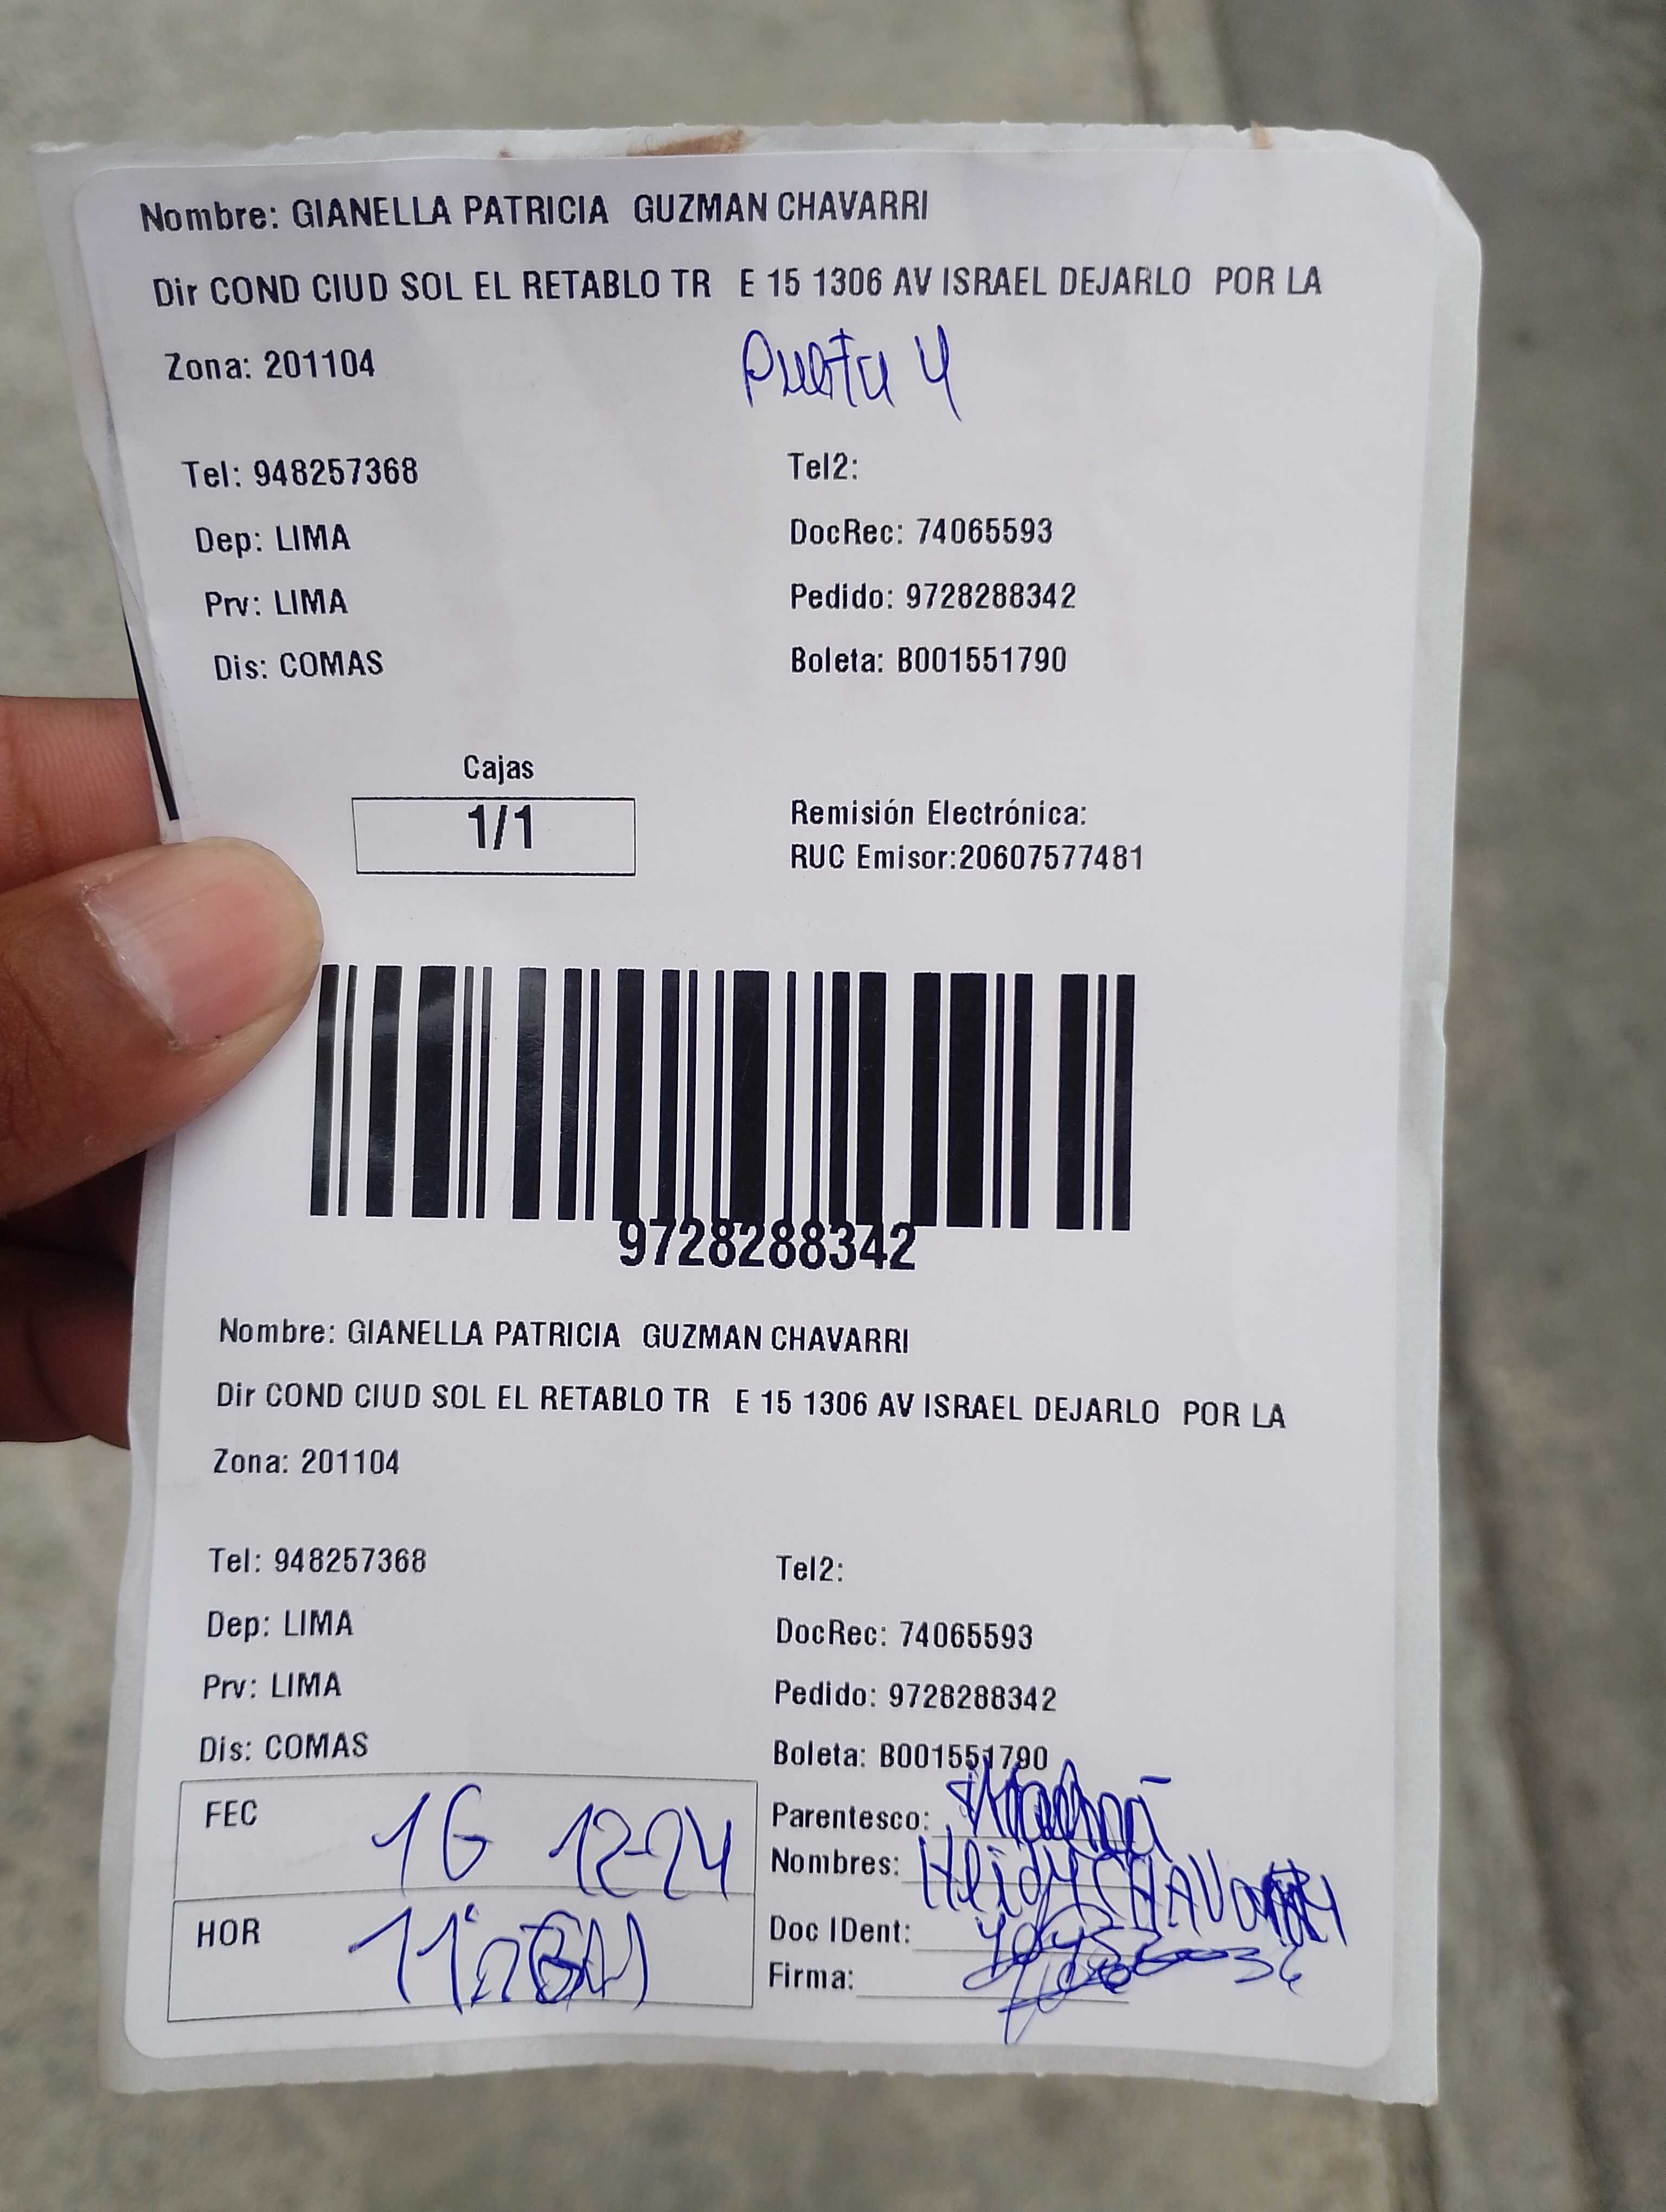 Nombre: GIANELLA PATRICIA GUZMAN CHAVARRI
Dir COND CIUD SOL EL RETABLO TR E 15 1306 AV ISRAEL DEJARLO POR LA
Zona: 201104
Puerta 4
Tel: 948257368
Tel2:
Dep: LIMA
DocRec: 74065593
Prv: LIMA
Pedido: 9728288342
Dis: COMAS
Boleta: B001551790
Cajas
1/1
Remisión Electrónica:
RUC Emisor:20607577481
9728288342
Nombre: GIANELLA PATRICIA GUZMAN CHAVARRI
Dir COND CIUD SOL EL RETABLO TR E 15 1306 AV ISRAEL DEJARLO POR LA
Zona: 201104
Tel: 948257368
Tel2:
Dep: LIMA
DocRec: 74065593
Prv: LIMA
Pedido: 9728288342
Dis: COMAS
Boleta: B001551790
FEC 16 12-24
Parentesco:
Nombres: Heidy
HOR
Doc IDent:
Firma: